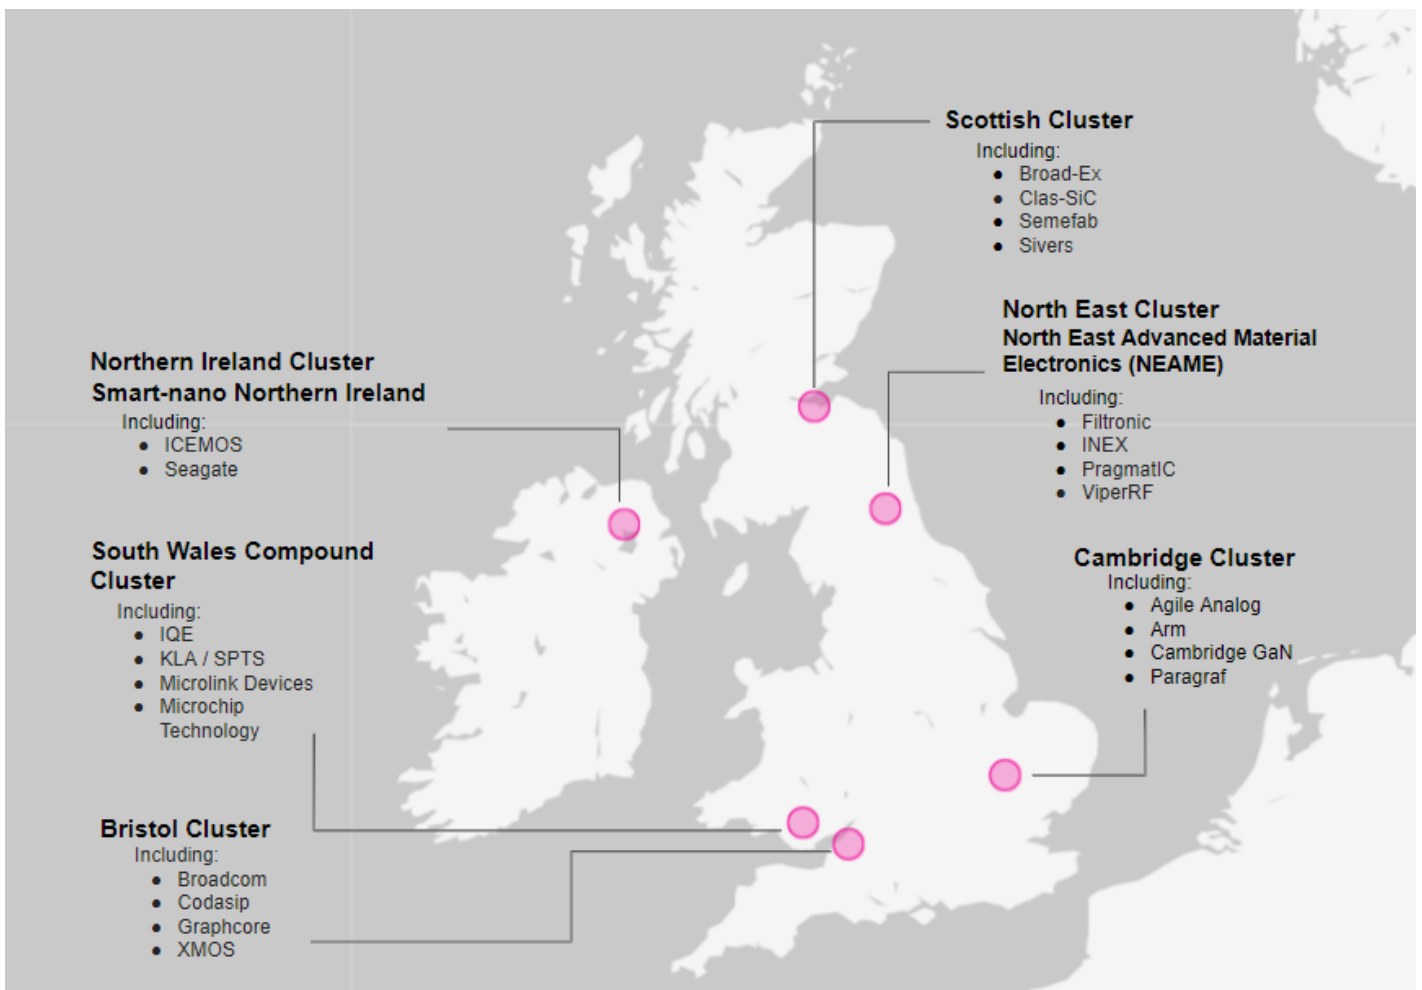 Scottish Cluster
Including:
● Broad-Ex
● Clas-SiC
● Semefab
● Sivers
North East Cluster
North East Advanced Material
Electronics (NEAME)
Including:
● Filtronic
● INEX
● PragmatIC
● ViperRF
Northern Ireland Cluster
Smart-nano Northern Ireland
Including:
● ICEMOS
● Seagate
South Wales Compound
Cluster
Including:
● IQE
● KLA / SPTS
● Microlink Devices
● Microchip
Technology
Cambridge Cluster
Including:
● Agile Analog
● Arm
● Cambridge GaN
● Paragraf
Bristol Cluster
Including:
● Broadcom
● Codasip
● Graphcore
● XMOS